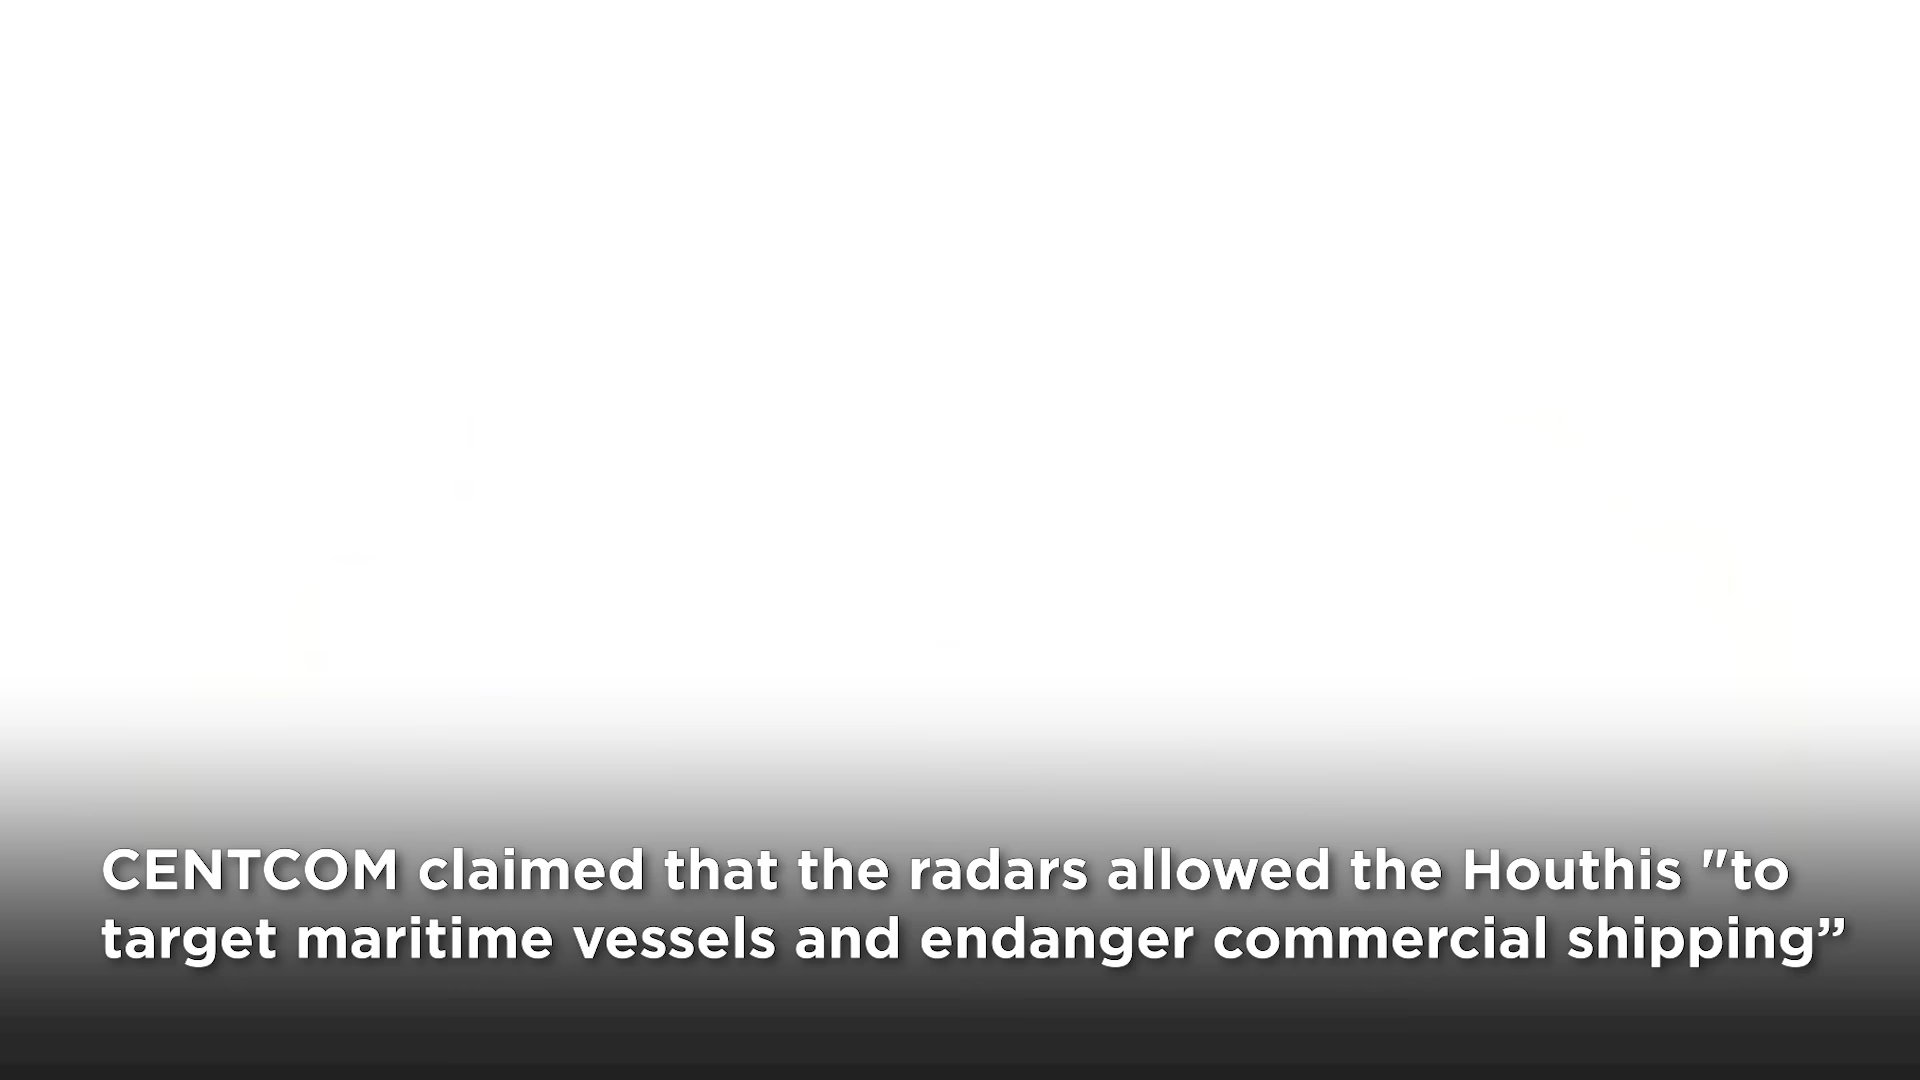 CENTCOM claimed that the radars allowed the Houthis "to
target maritime vessels and endanger commercial shipping”